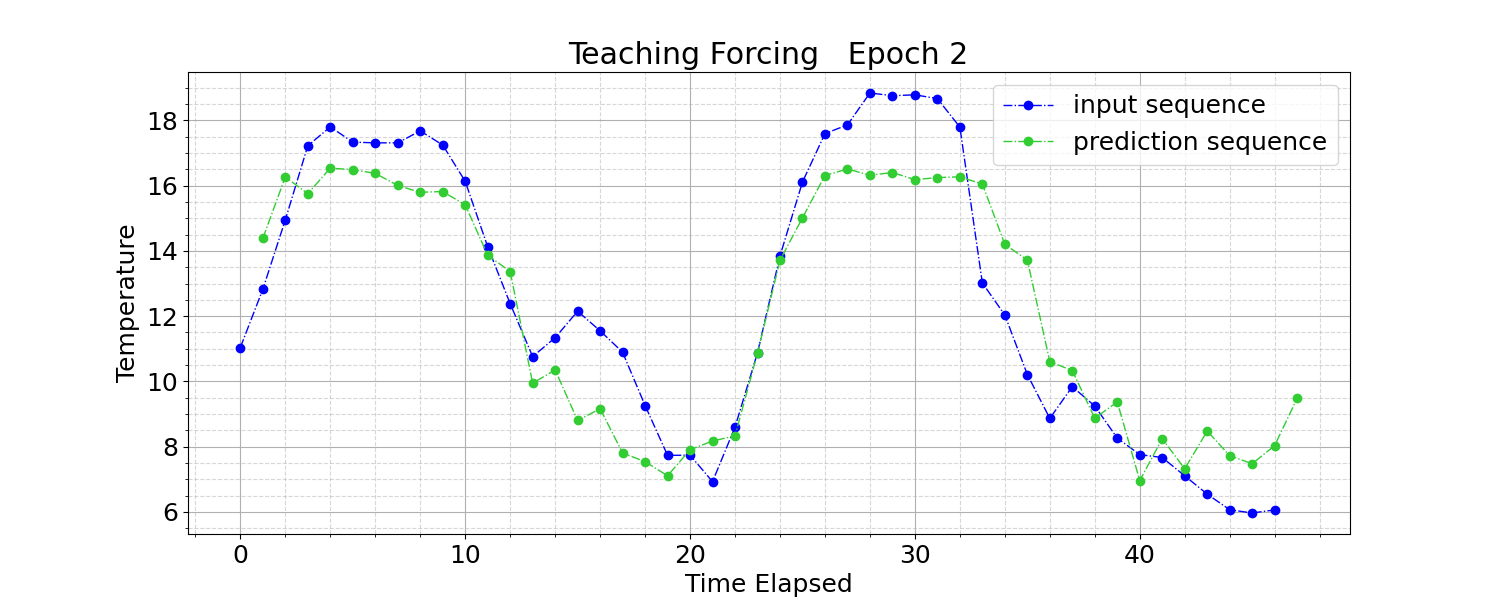 Teaching Forcing   Epoch 2
input sequence
prediction sequence
Temperature
18
16
14
12
10
8
6
0 10 20 30 40
Time Elapsed